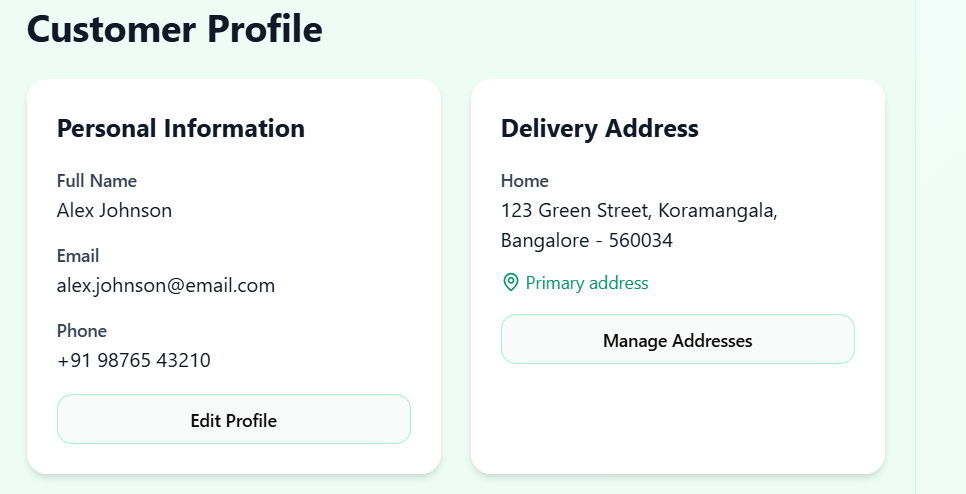 Customer Profile
Personal Information
Full Name
Alex Johnson
Email
alex.johnson@email.com
Phone
+91 98765 43210
Edit Profile
Delivery Address
Home
123 Green Street, Koramangala,
Bangalore - 560034
Primary address
Manage Addresses